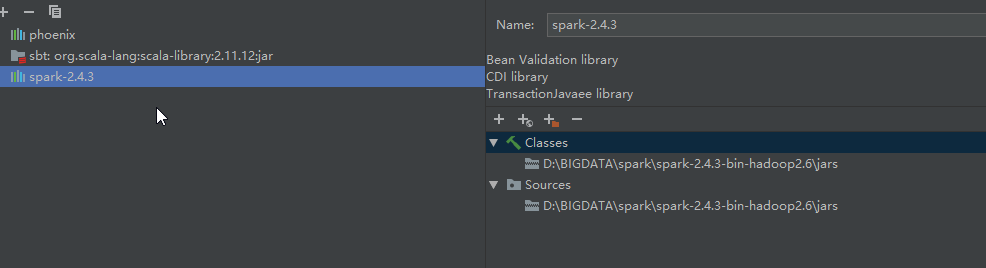 phoenix
sbt: org.scala-lang:scala-library:2.11.12:jar
spark-2.4.3
Name: spark-2.4.3
Bean Validation library
CDI library
TransactionJavaee library
Classes
D:\BIGDATA\spark\spark-2.4.3-bin-hadoop2.6\jars
Sources
D:\BIGDATA\spark\spark-2.4.3-bin-hadoop2.6\jars